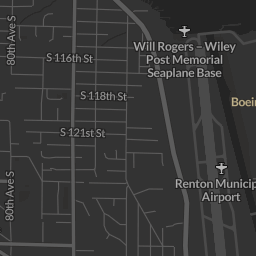 80th Ave S
S 116th St
Will Rogers – Wiley
Post Memorial
Seaplane Base
S 118th St
Boein
S 121st St
Renton Municip
Airport
80th Ave S